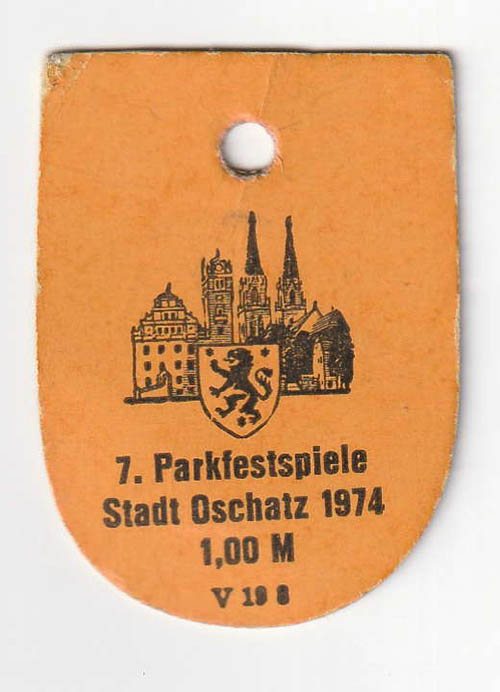 7. Parkfestspiele
Stadt Oschatz 1974
1,00 M
V 19 8